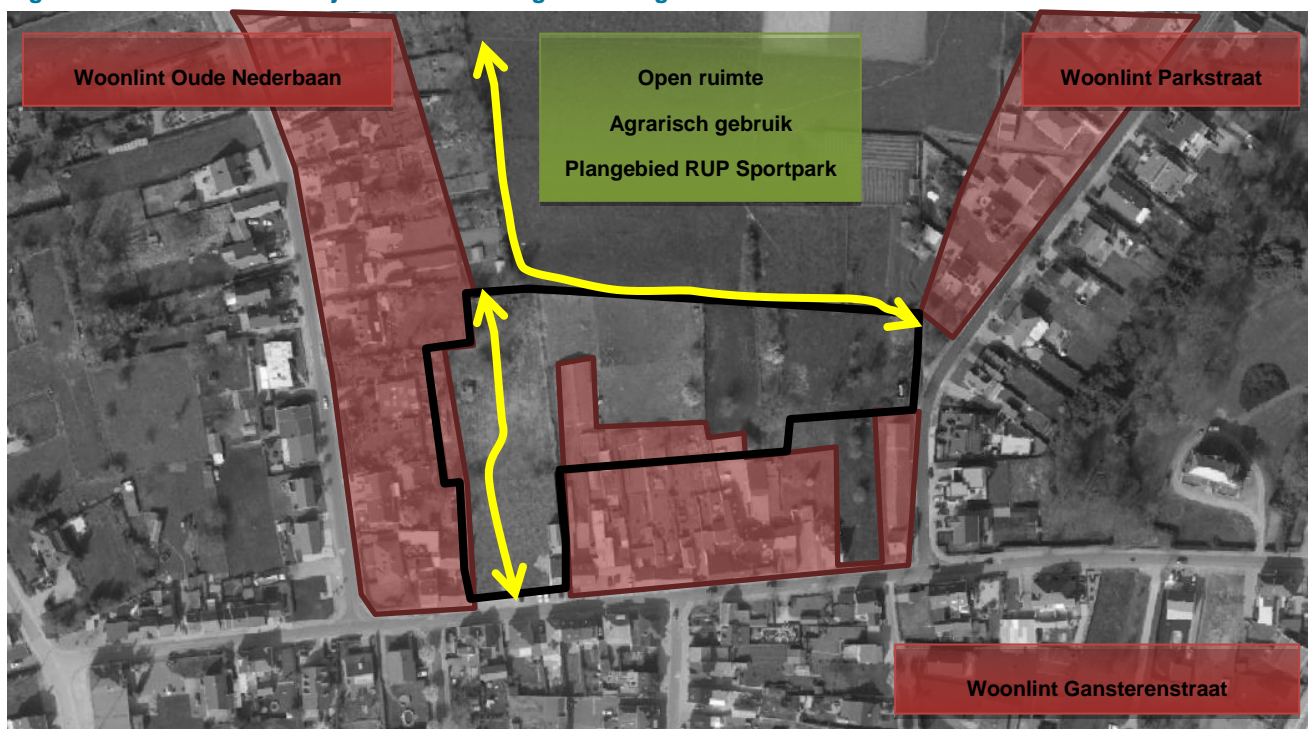 Woonlint Oude Nederbaan
Open ruimte
Agrarisch gebruik
Plangebied RUP Sportpark
Woonlint Parkstraat
Woonlint Gansterenstraat